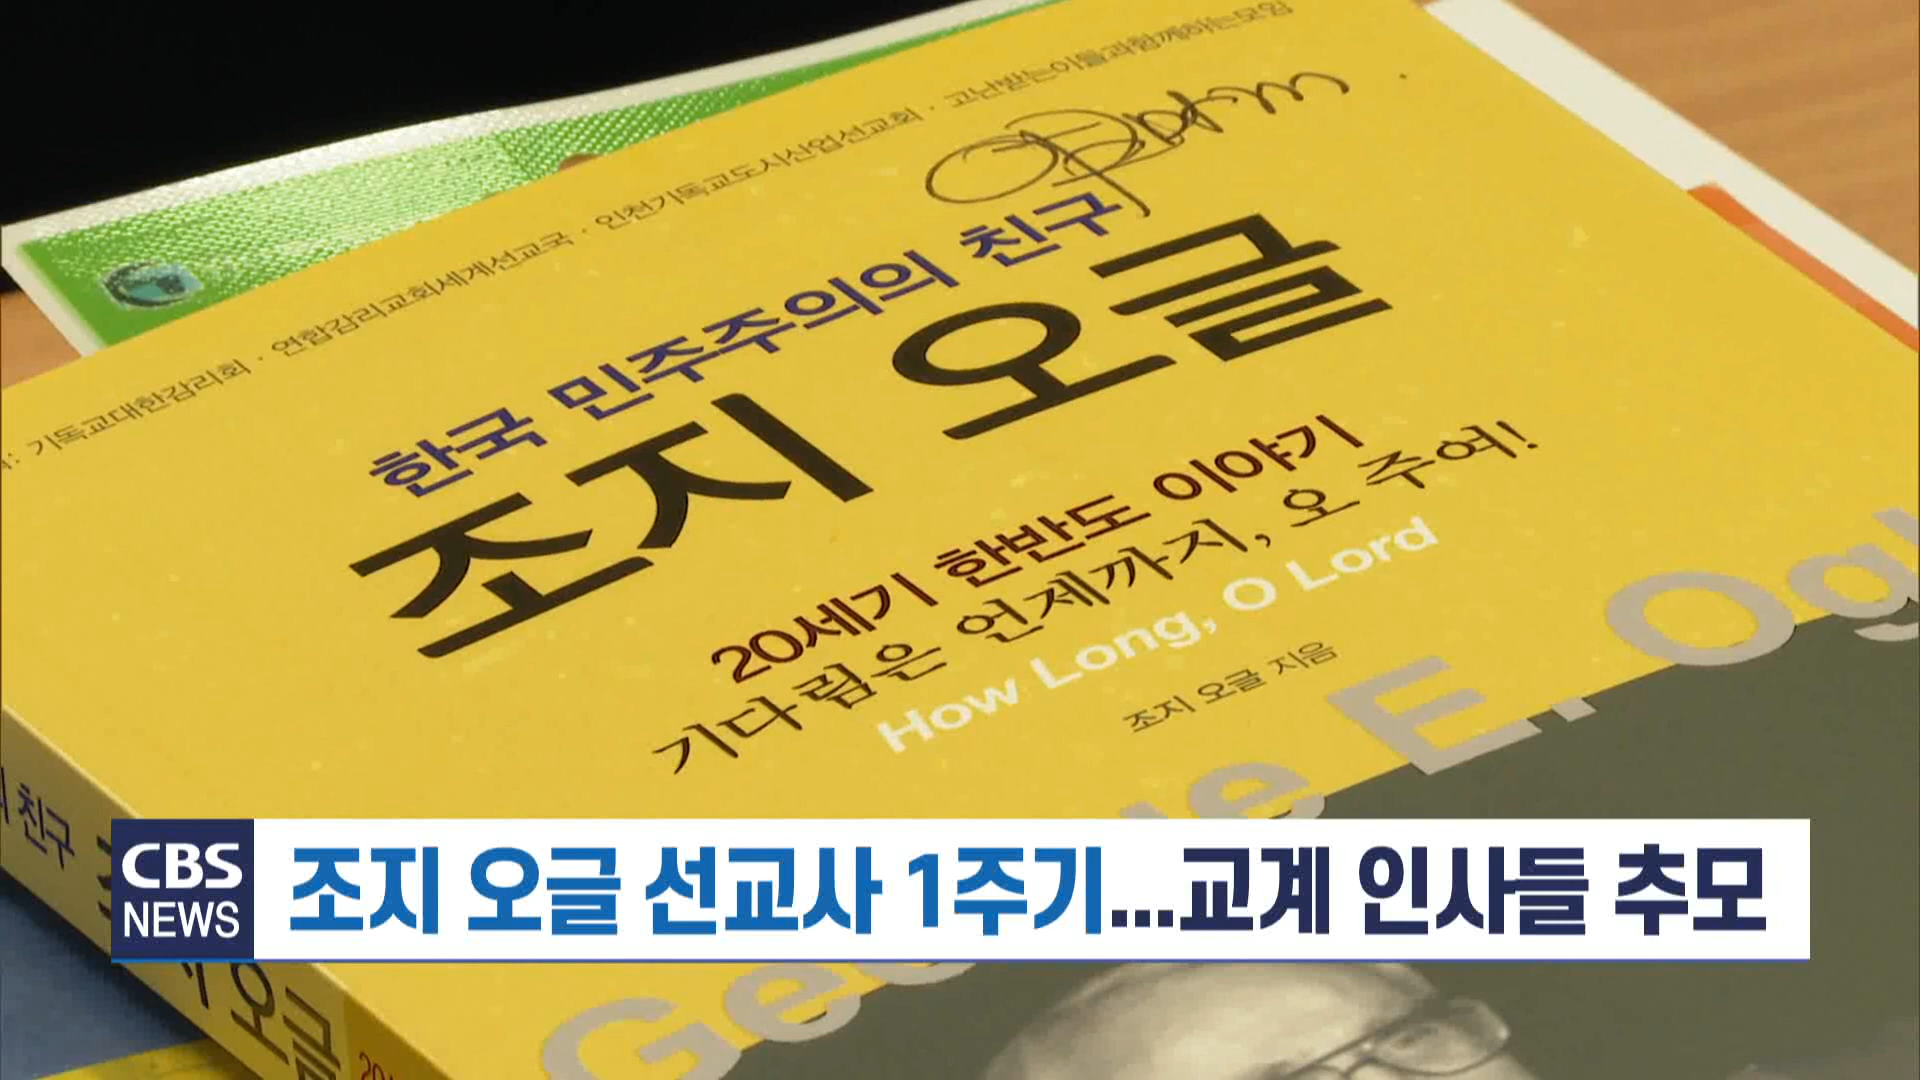 기독교대한감리회 · 연합감리교회세계선교국 · 인천기독교도시산업선교회 · 고난받는이들과함께하는모임
한국 민주주의의 친구
조지 오글
20세기 한반도 이야기
기다림은 언제까지, 오 주여!
How Long, O Lord
조지 오글 지음
E. Og
친구
오글
CBS
NEWS
조지 오글 선교사 1주기...교계 인사들 추모